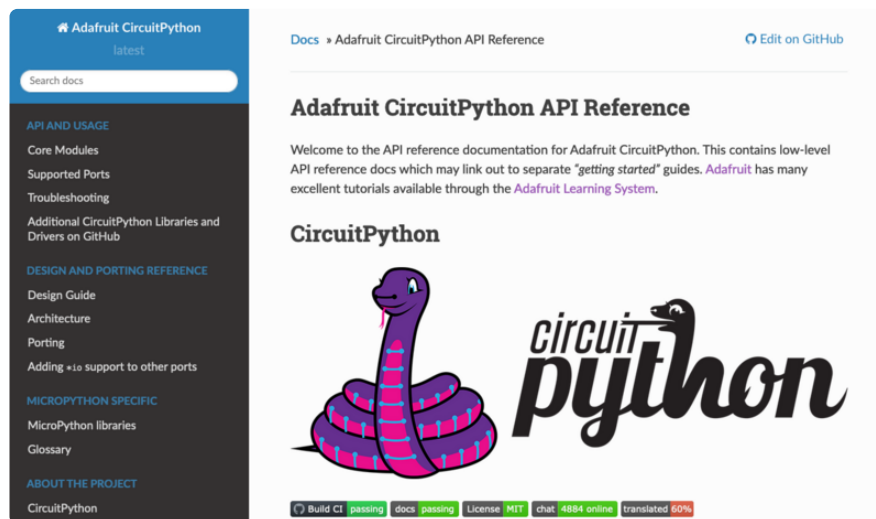 Adafruit CircuitPython
latest
Search docs
API AND USAGE
Core Modules
Supported Ports
Troubleshooting
Additional CircuitPython Libraries and
Drivers on GitHub
DESIGN AND PORTING REFERENCE
Design Guide
Architecture
Porting
Adding *io support to other ports
MICROPYTHON SPECIFIC
MicroPython libraries
Glossary
ABOUT THE PROJECT
CircuitPython
Docs » Adafruit CircuitPython API Reference
Edit on GitHub
Adafruit CircuitPython API Reference
Welcome to the API reference documentation for Adafruit CircuitPython. This contains low-level
API reference docs which may link out to separate "getting started" guides. Adafruit has many
excellent tutorials available through the Adafruit Learning System.
CircuitPython
circuit
python
Build CI passing docs passing License MIT chat 4884 online translated 60%